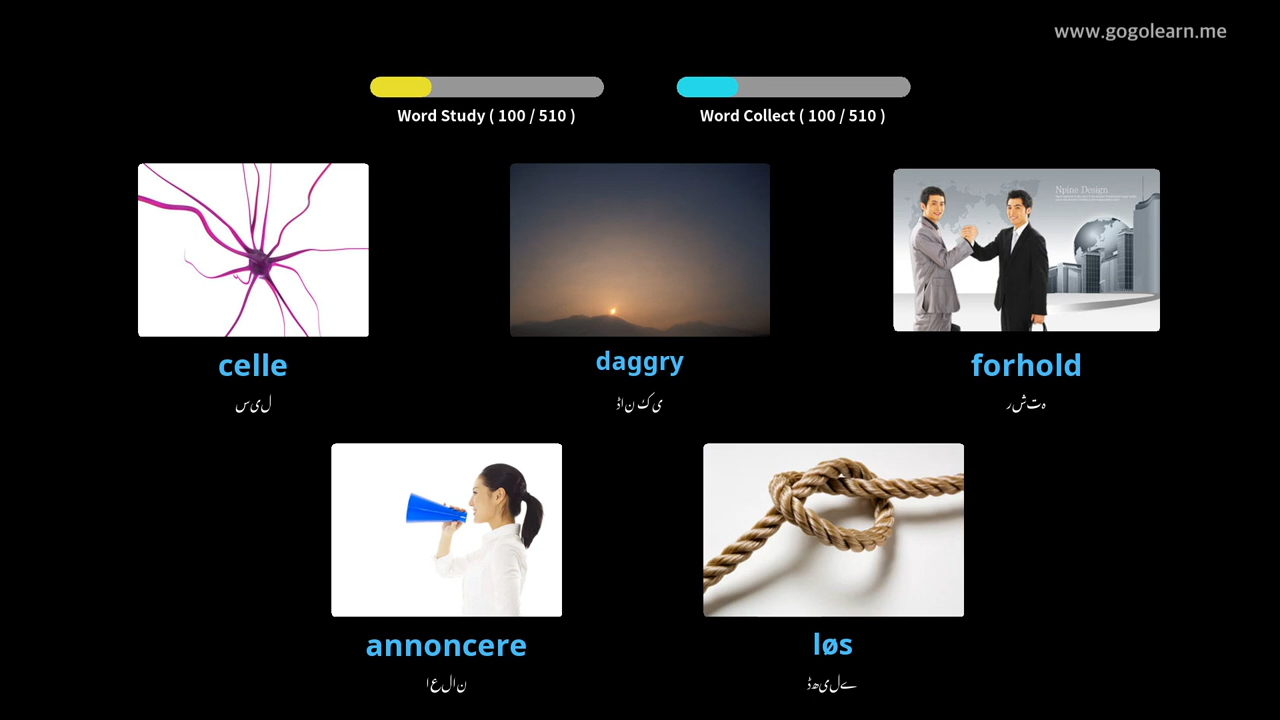 www.gogolearn.me
Word Study ( 100 / 510 )
Word Collect ( 100 / 510 )
Npine Design
celle
daggry
forhold
سیل
ڈان کی
رشتہ
annoncere
løs
اعلان
ڈھیلے